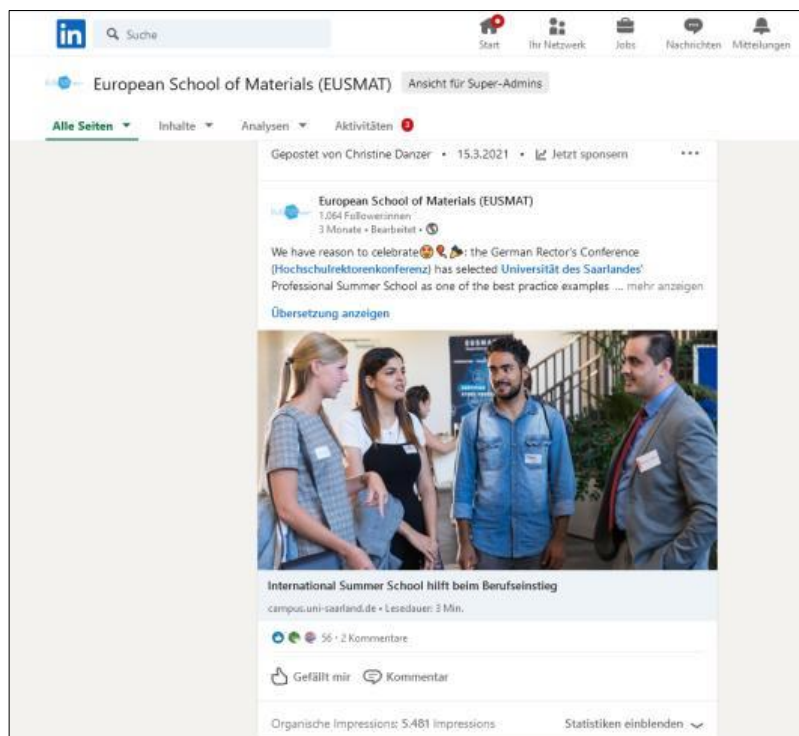 in
Suche
Start
Ihr Netzwerk
Jobs
Nachrichten
Mitteilungen
European School of Materials (EUSMAT) Ansicht für Super-Admins
Alle Seiten Inhalte Analysen Aktivitäten 3
Gepostet von Christine Danzer • 15.3.2021 • Jetzt sponsern
European School of Materials (EUSMAT)
1.064 Follower:innen
3 Monate • Bearbeitet •
We have reason to celebrate🥳🎈🎉: the German Rector's Conference
(Hochschulrektorenkonferenz) has selected Universität des Saarlandes'
Professional Summer School as one of the best practice examples ... mehr anzeigen
Übersetzung anzeigen
EUSMAT
International Summer School hilft beim Berufseinstieg
campus.uni-saarland.de • Lesedauer: 3 Min.
56 · 2 Kommentare
Gefällt mir Kommentar
Organische Impressions: 5.481 Impressions Statistiken einblenden